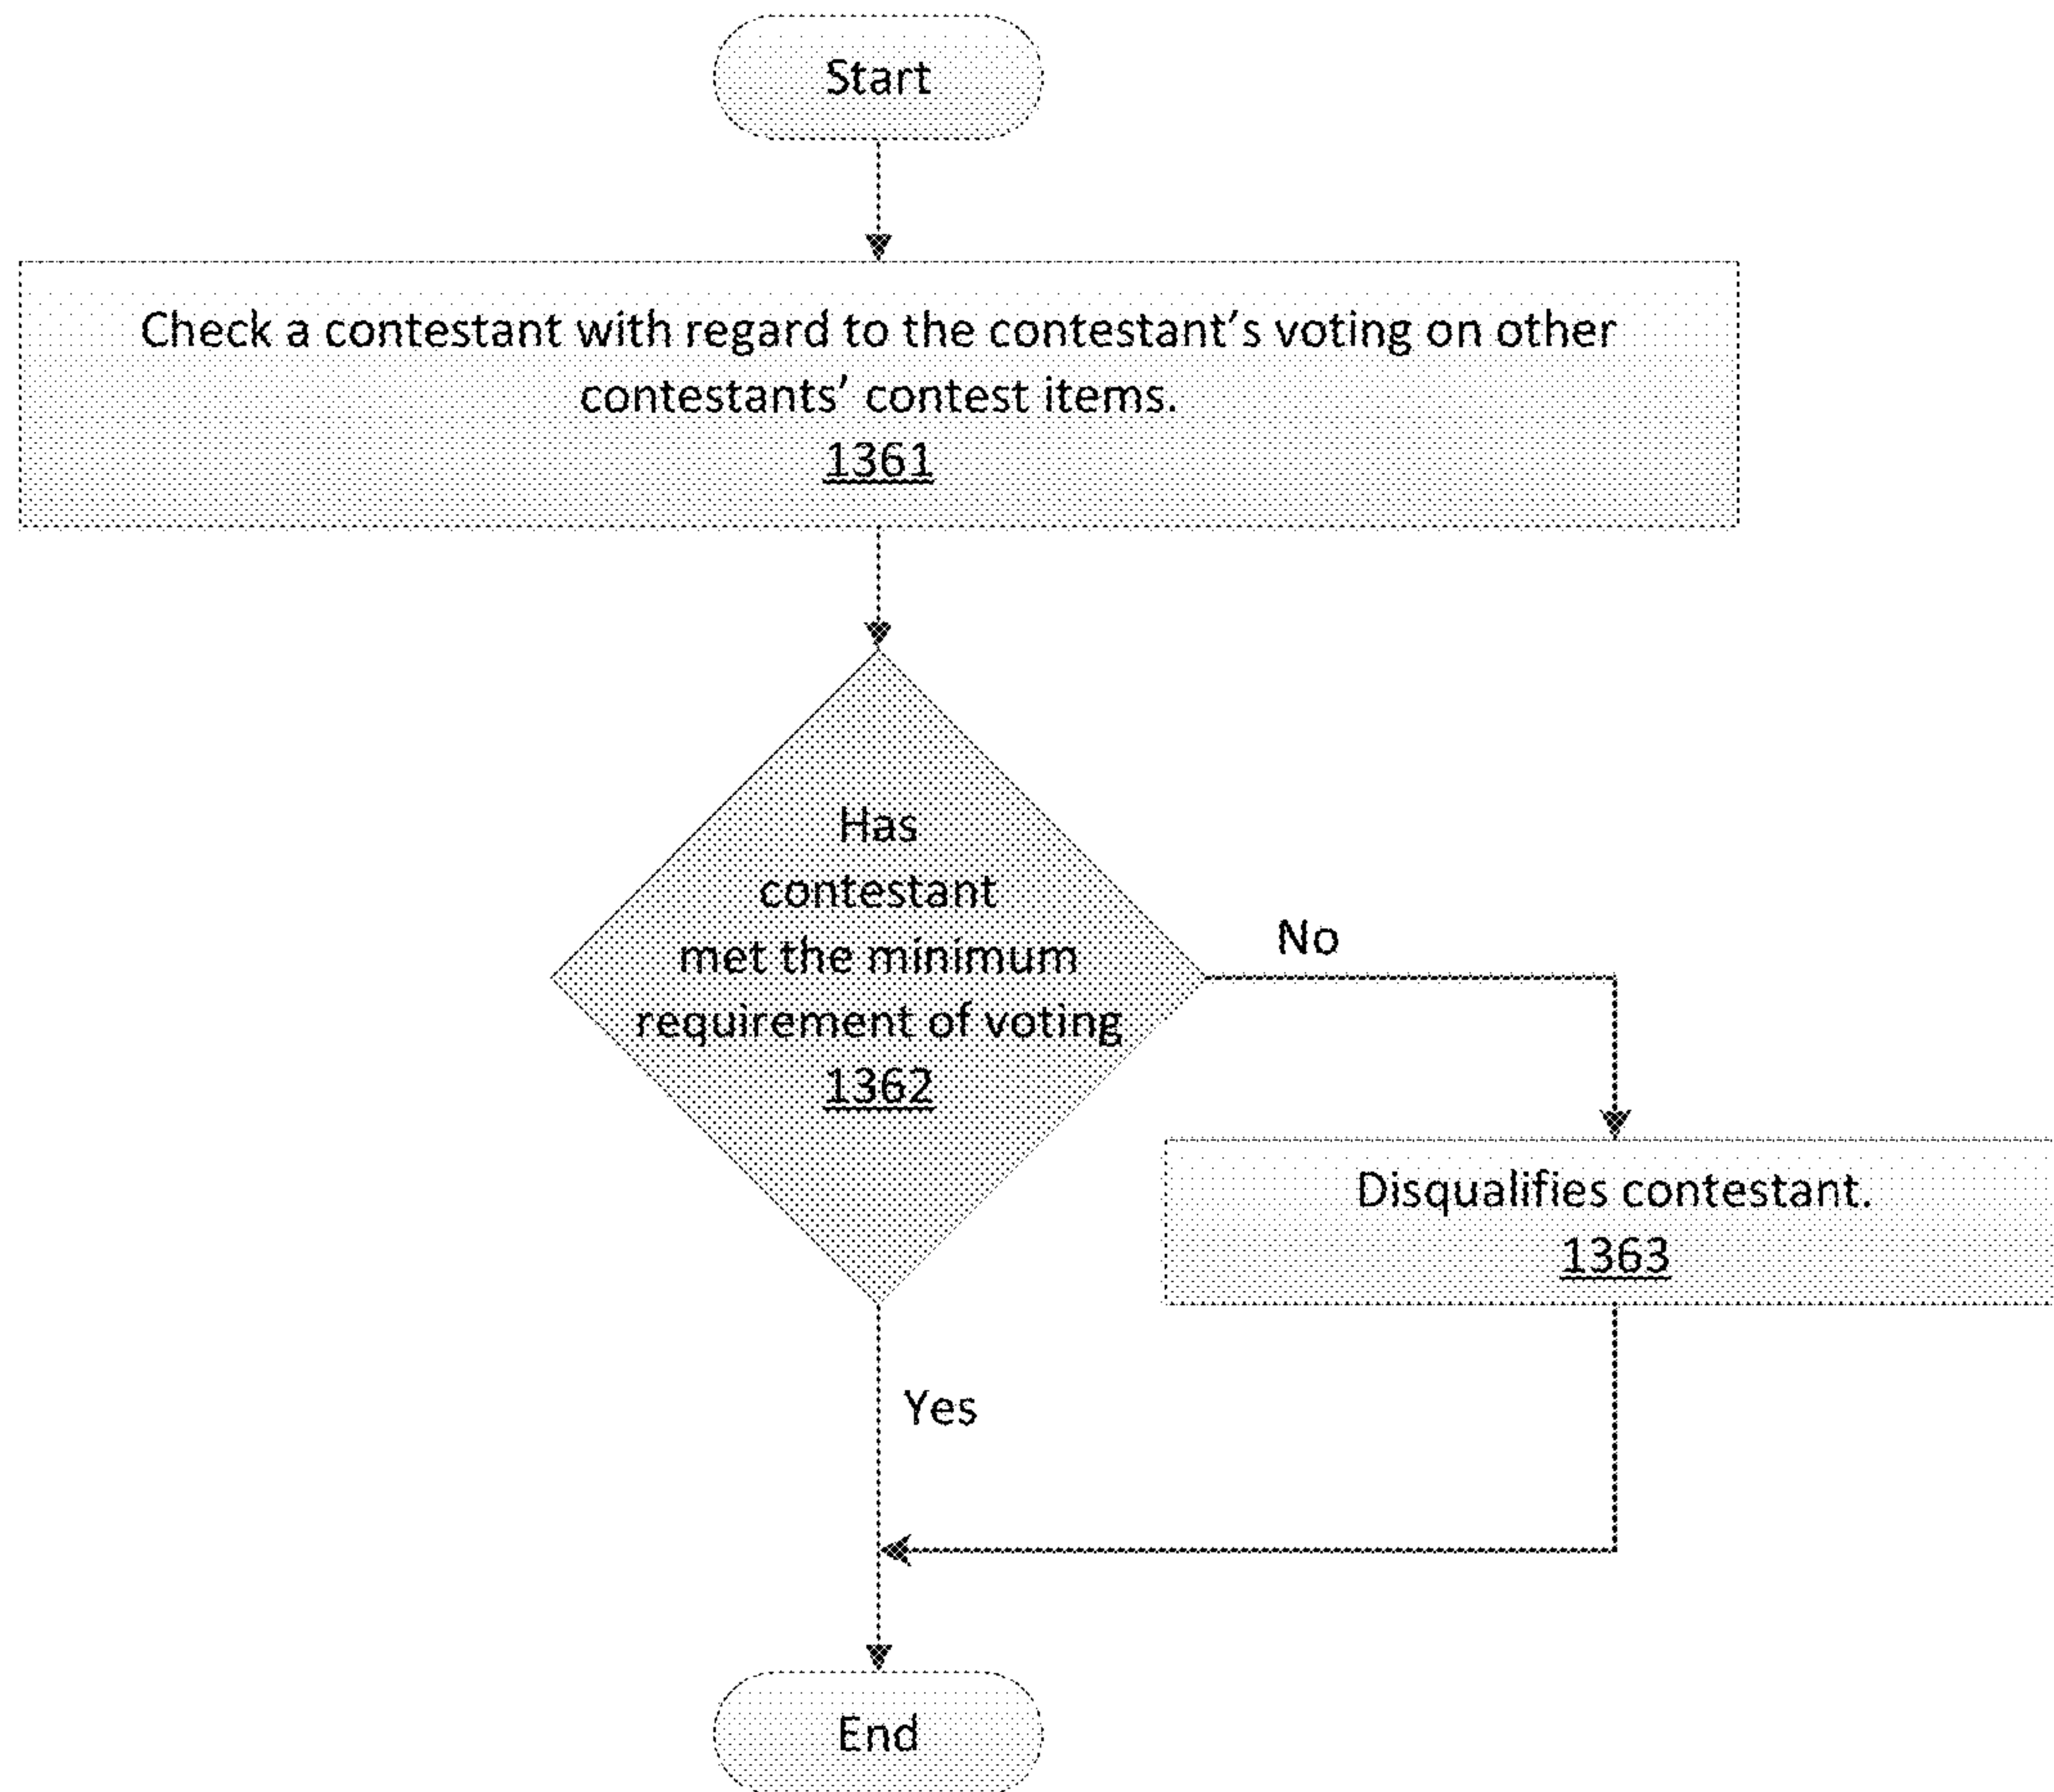 Start
Check a contestant with regard to the contestant's voting on other
contestants' contest items.
1361
Has
contestant
met the minimum
requirement of voting
1362
No
Disqualifies contestant.
1363
Yes
End